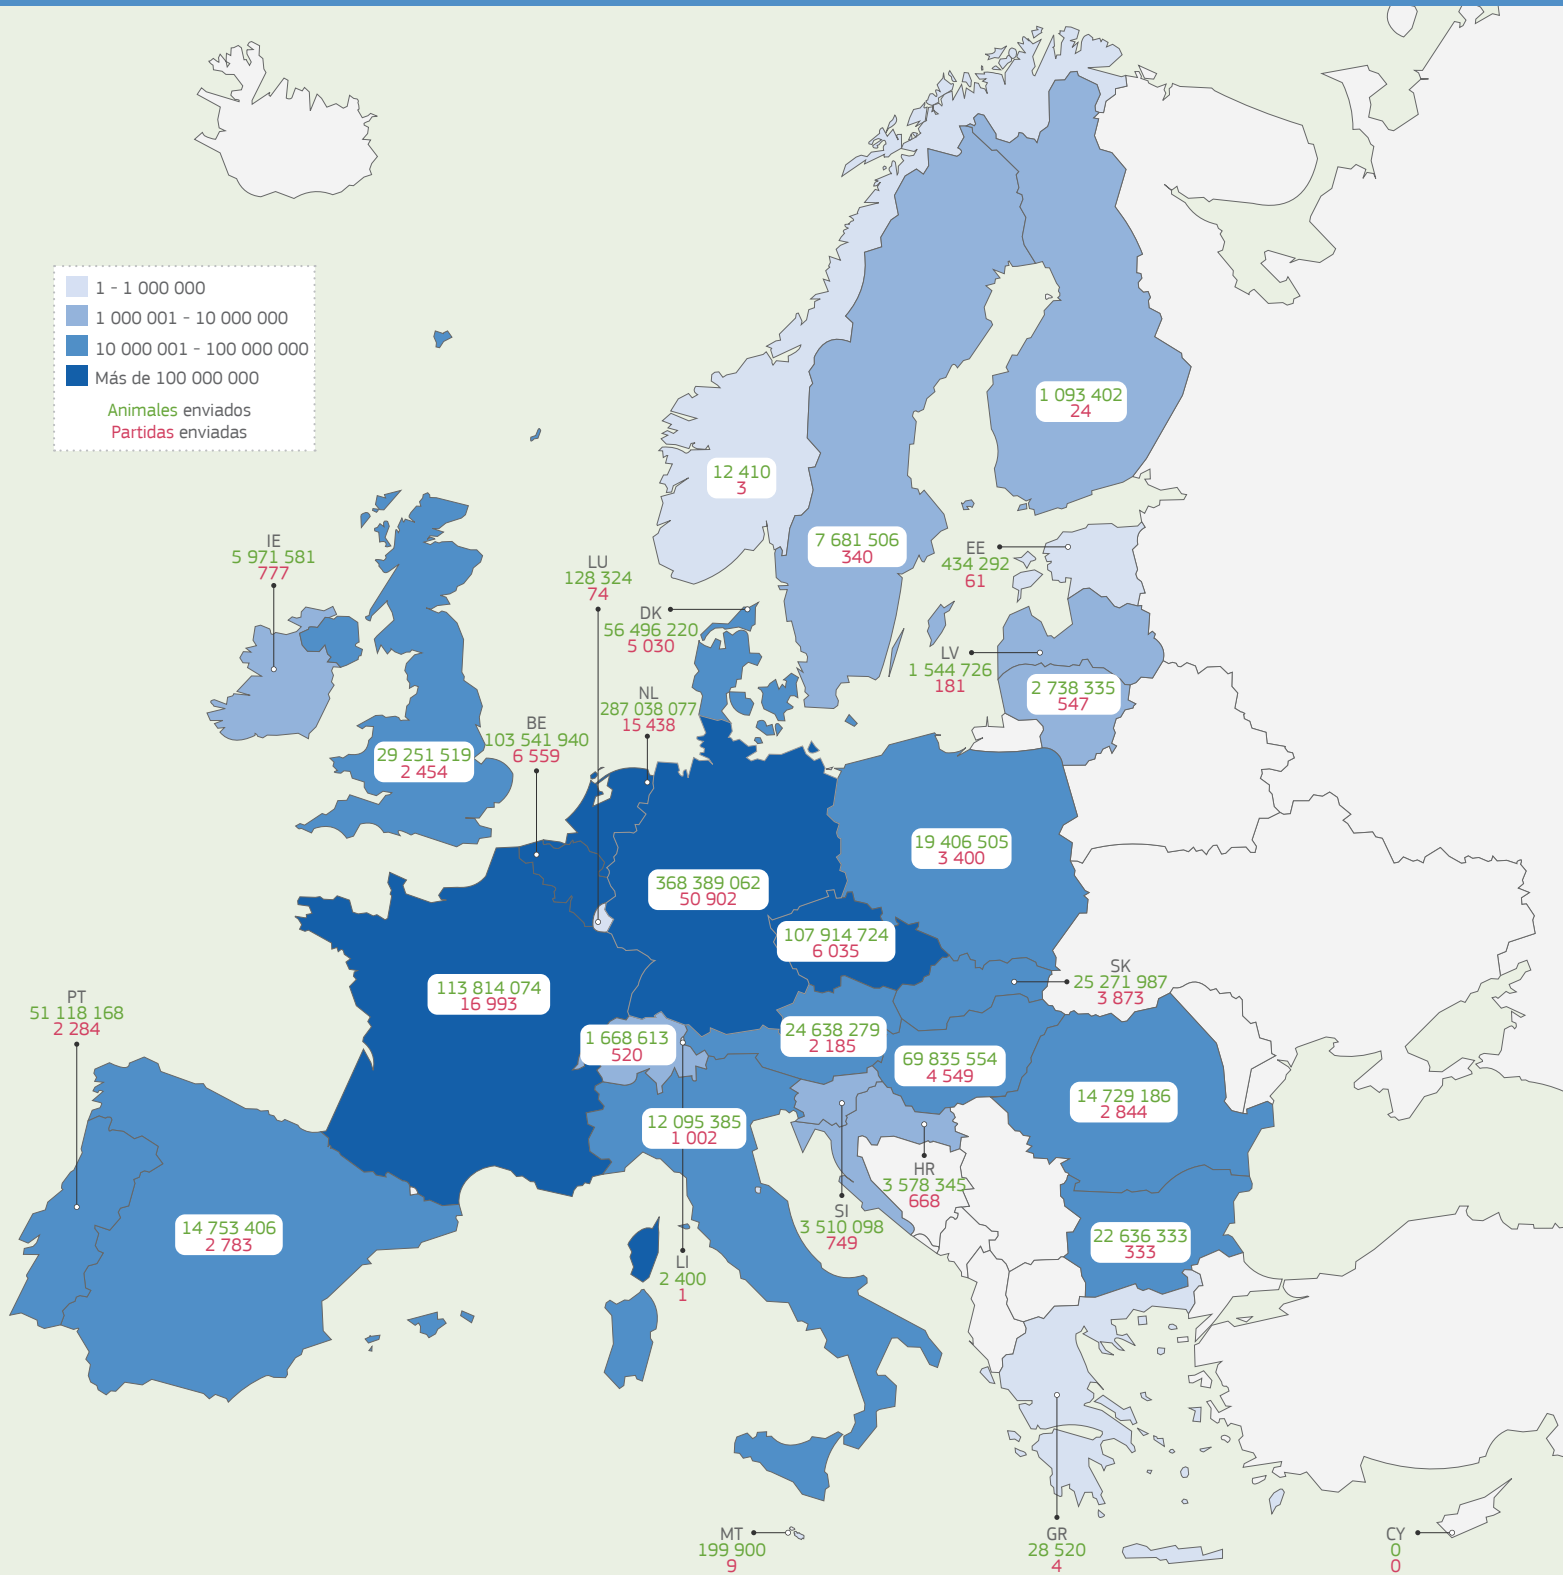 1 - 1 000 000
1 000 001 - 10 000 000
10 000 001 - 100 000 000
Más de 100 000 000
Animales enviados
Partidas enviadas
1 093 402
24
12 410
3
7 681 506
340
IE
5 971 581
777
EE
434 292
61
LU
128 324
74
DK
56 496 220
5 030
LV
1 544 726
181
2 738 335
547
NL
287 038 077
15 438
BE
103 541 940
6 559
29 251 519
2 454
19 406 505
3 400
368 389 062
50 902
107 914 724
6 035
SK
25 271 987
3 873
113 814 074
16 993
PT
51 118 168
2 284
24 638 279
2 185
1 668 613
520
69 835 554
4 549
14 729 186
2 844
12 095 385
1 002
HR
3 578 345
668
SI
3 510 098
749
14 753 406
2 783
22 636 333
333
LI
2 400
1
MT
199 900
9
GR
28 520
4
CY
0
0